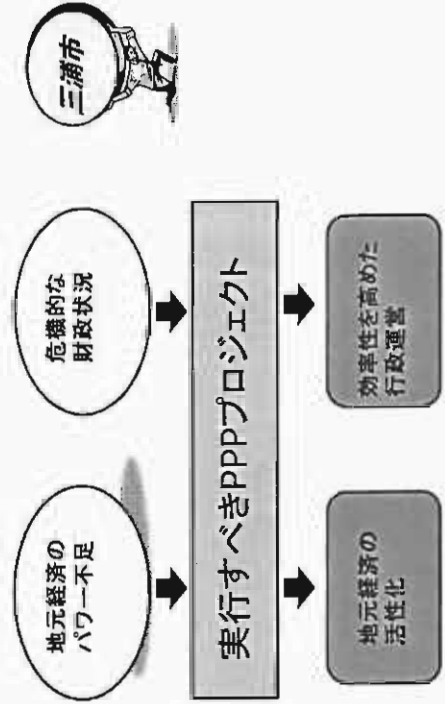 三浦市
地元経済の
パワー不足
危機的な
財政状況
実行すべきPPPプロジェクト
地元経済の
活性化
効率性を高めた
行政運営